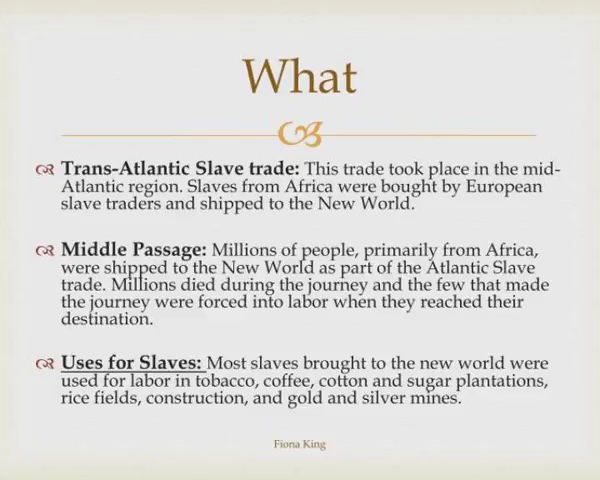 What
Trans-Atlantic Slave trade: This trade took place in the mid-
Atlantic region. Slaves from Africa were bought by European
slave traders and shipped to the New World.
Middle Passage: Millions of people, primarily from Africa,
were shipped to the New World as part of the Atlantic Slave
trade. Millions died during the journey and the few that made
the journey were forced into labor when they reached their
destination.
Uses for Slaves: Most slaves brought to the new world were
used for labor in tobacco, coffee, cotton and sugar plantations,
rice fields, construction, and gold and silver mines.
Fiona King